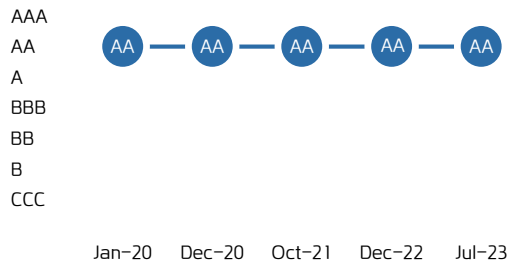 AAA
AA AA AA AA AA AA
A
BBB
BB
B
CCC
Jan-20 Dec-20 Oct-21 Dec-22 Jul-23